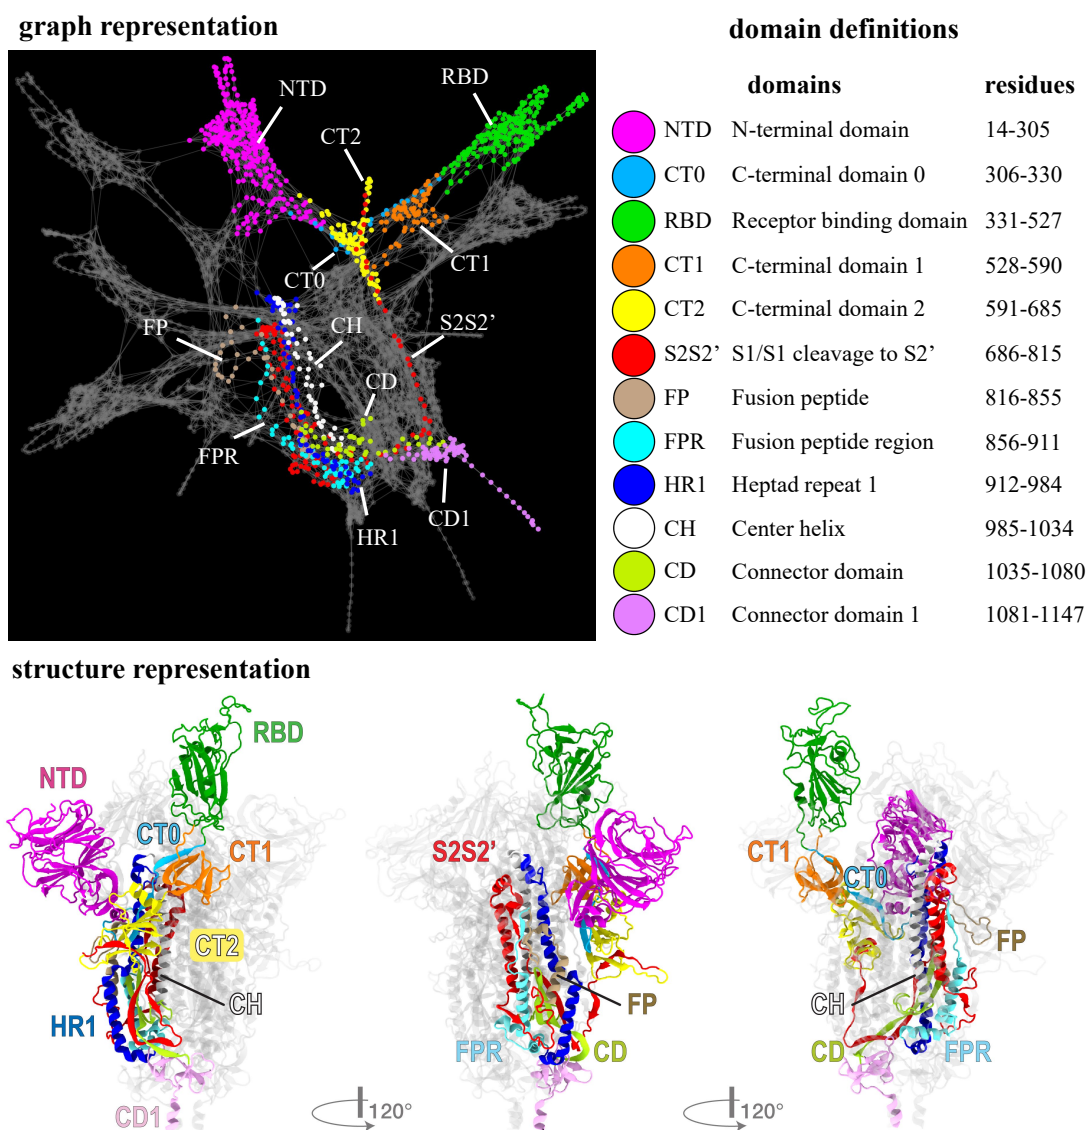 graph representation
NTD
RBD
CT2
CT0
CT1
FP
CH
S2S2’
CD
FPR
HR1
CD1
domain definitions
domains residues
NTD N-terminal domain 14-305
CT0 C-terminal domain 0 306-330
RBD Receptor binding domain 331-527
CT1 C-terminal domain 1 528-590
CT2 C-terminal domain 2 591-685
S2S2’ S1/S1 cleavage to S2’ 686-815
FP Fusion peptide 816-855
FPR Fusion peptide region 856-911
HR1 Heptad repeat 1 912-984
CH Center helix 985-1034
CD Connector domain 1035-1080
CD1 Connector domain 1 1081-1147
structure representation
RBD
NTD
CT0
CT1
CT2
CH
HR1
CD1
120°
S2S2’
FP
FPR
CD
120°
CT1
CT0
FP
CH
CD
FPR